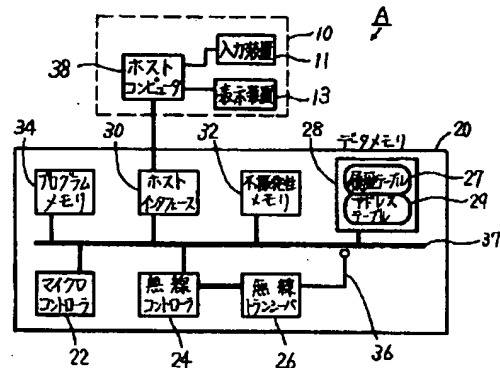 A
10
38
ホスト
コンピュータ
入力装置
11
表示装置
13
34
30
32
28
データメモリ
20
プログラム
メモリ
ホスト
インタフェース
不揮発性
メモリ
テーブル
27
アドレス
テーブル
29
37
マイクロ
コントローラ
無線
コントローラ
無線
トランシーバ
22
24
26
36